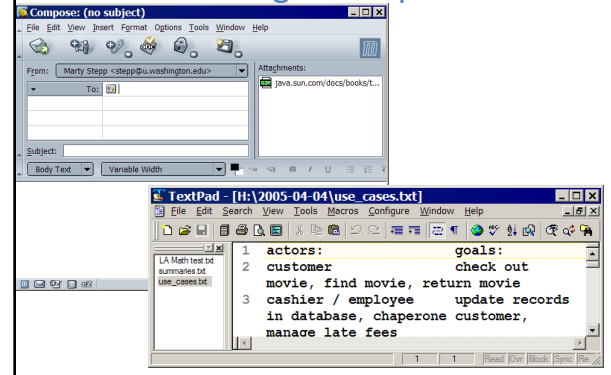 Compose: (no subject)
File Edit View Insert Format Options Tools Window Help
From: Marty Stepp <stepp@u.washington.edu>
Attachments:
To:
java.sun.com/docs/books/t...
Subject:
Body Text Variable Width
TextPad - [H:\2005-04-04\use_cases.txt]
File Edit Search View Tools Macros Configure Window Help
LA Math test.txt
summaries.txt
use_cases.txt
1 actors: goals:
2 customer check out
movie, find movie, return movie
3 cashier / employee update records
in database, chaperone customer,
manage late fees
1 1 Read Ovr Block Sync Re